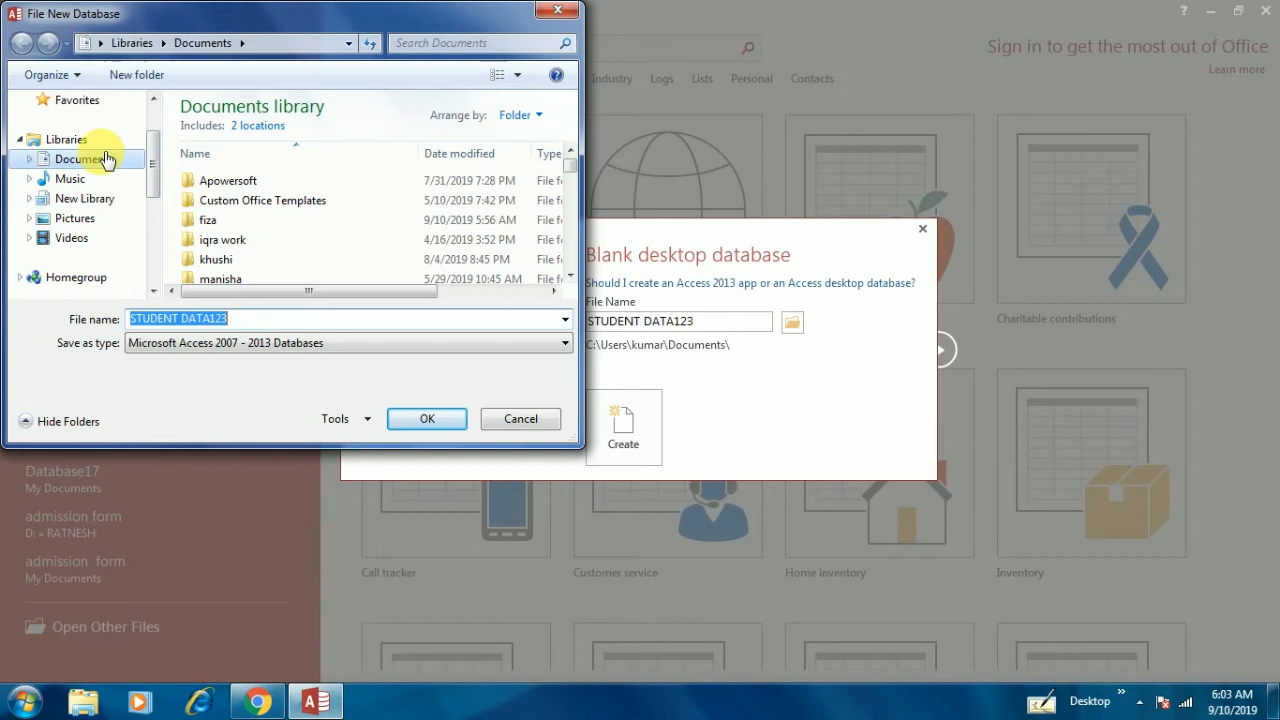 File New Database
Libraries
Documents
Search Documents
Organize
New folder
Favorites
Libraries
Music
New Library
Pictures
Videos
Homegroup
Documents library
Includes: 2 locations
Arrange by: Folder
Name
Date modified
Type
Apowersoft 7/31/2019 7:28 PM File f
Custom Office Templates 5/10/2019 7:42 PM File f
fiza 9/10/2019 5:56 AM File f
iqra work 4/16/2019 3:52 PM File f
khushi 8/4/2019 8:45 PM File f
manisha 5/29/2019 10:45 AM File f
File name: STUDENT DATA123
Save as type: Microsoft Access 2007 - 2013 Databases
Hide Folders
Tools
OK
Cancel
Sign in to get the most out of Office
Learn more
Industry Logs Lists Personal Contacts
Blank desktop database
Should I create an Access 2013 app or an Access desktop database?
File Name
STUDENT DATA123
C:\Users\kumar\Documents\
Create
Charitable contributions
Database17
My Documents
admission form
D: » RATNESH
admission form
My Documents
Open Other Files
Call tracker
Customer service
Home inventory
Inventory
Desktop
6:03 AM
9/10/2019